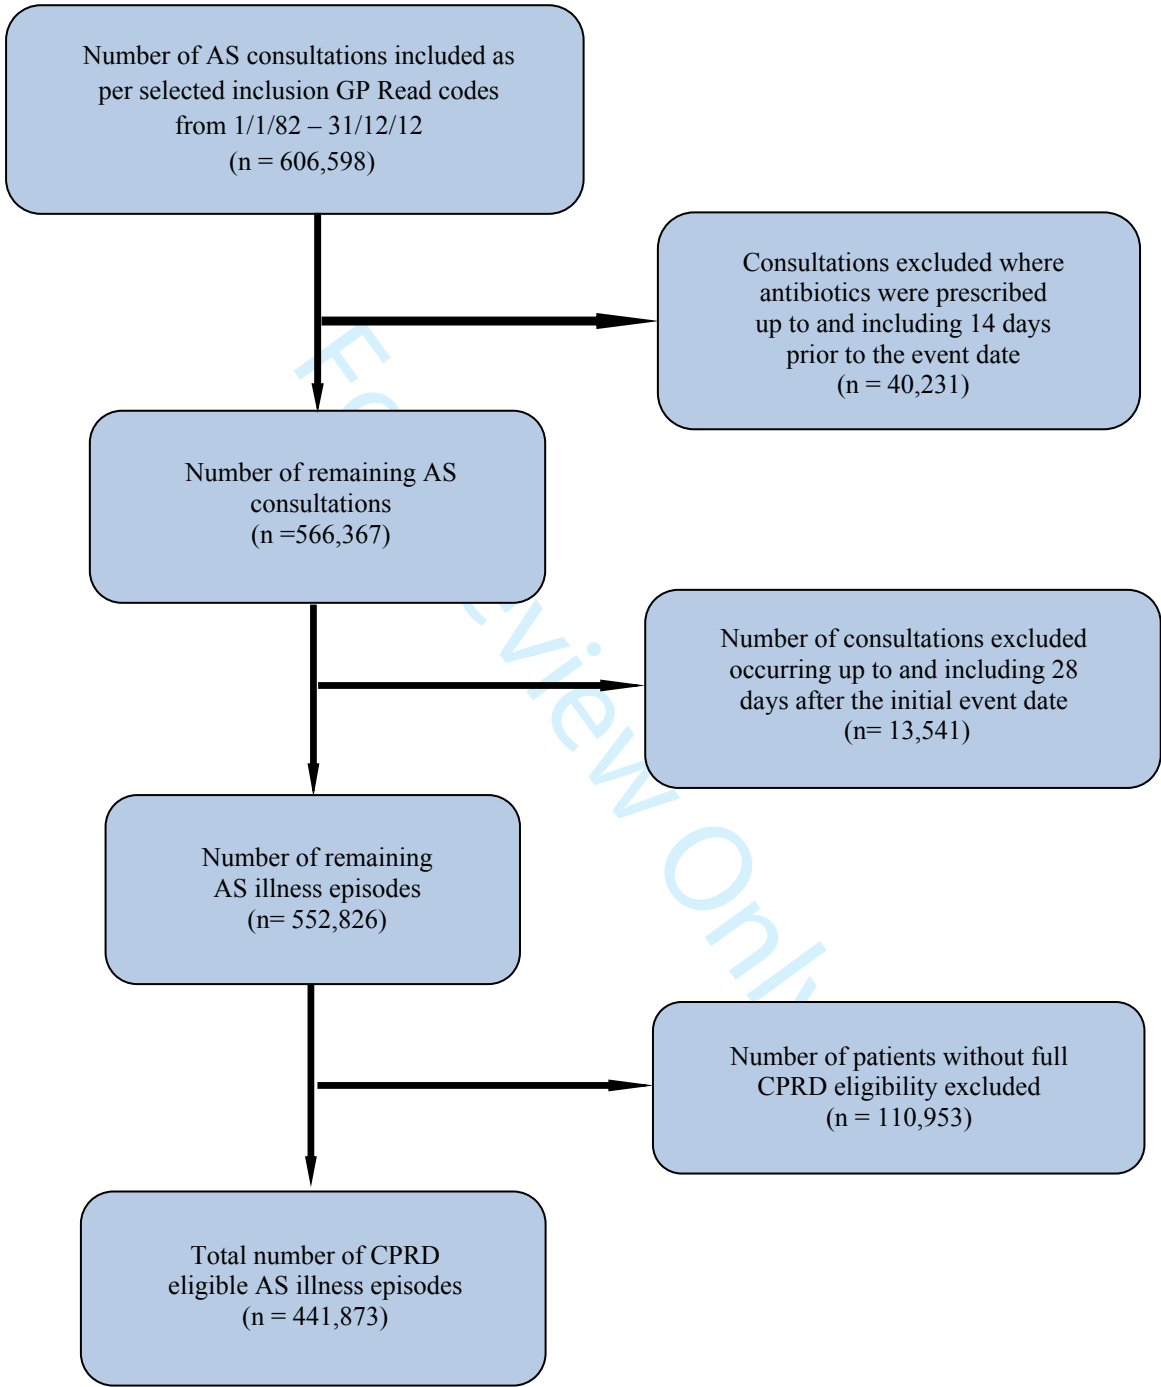 Number of AS consultations included as
per selected inclusion GP Read codes
from 1/1/82 – 31/12/12
(n = 606,598)
Consultations excluded where
antibiotics were prescribed
up to and including 14 days
prior to the event date
(n = 40,231)
Number of remaining AS
consultations
(n =566,367)
Number of consultations excluded
occurring up to and including 28
days after the initial event date
(n= 13,541)
Number of remaining
AS illness episodes
(n= 552,826)
Number of patients without full
CPRD eligibility excluded
(n = 110,953)
Total number of CPRD
eligible AS illness episodes
(n = 441,873)